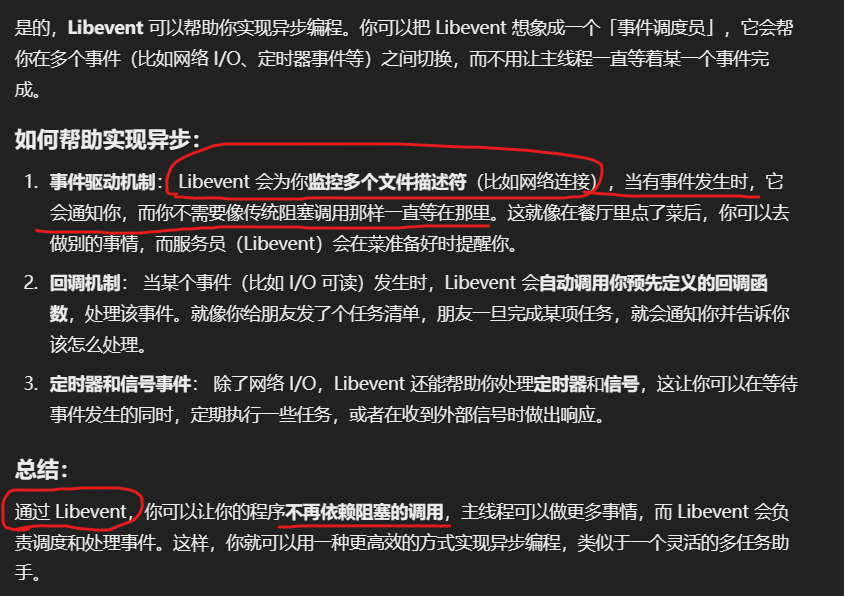 是的，Libevent 可以帮助你实现异步编程。你可以把 Libevent 想象成一个「事件调度员」，它会帮
你在多个事件（比如网络 I/O、定时器事件等）之间切换，而不用让主线程一直等着某一个事件完
成。
如何帮助实现异步：
1. 事件驱动机制： Libevent 会为你监控多个文件描述符（比如网络连接），当有事件发生时，它
会通知你，而你不需要像传统阻塞调用那样一直等在那里。这就像在餐厅里点了菜后，你可以去
做别的事情，而服务员（Libevent）会在菜准备好时提醒你。
2. 回调机制： 当某个事件（比如 I/O 可读）发生时，Libevent 会自动调用你预先定义的回调函
数，处理该事件。就像你给朋友发了个任务清单，朋友一旦完成某项任务，就会通知你并告诉你
该怎么处理。
3. 定时器和信号事件： 除了网络 I/O，Libevent 还能帮助你处理定时器和信号，这让你可以在等待
事件发生的同时，定期执行一些任务，或者在收到外部信号时做出响应。
总结：
通过 Libevent，你可以让你的程序不再依赖阻塞的调用，主线程可以做更多事情，而 Libevent 会负
责调度和处理事件。这样，你就可以用一种更高效的方式实现异步编程，类似于一个灵活的多任务助
手。